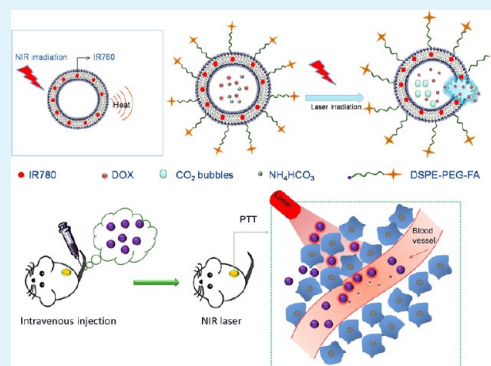 NIR irradiation
IR780
Heat
Laser irradiation
IR780
DOX
CO₂ bubbles
NH₄HCO₃
DSPE-PEG-FA
Laser
PTT
Blood
vessel
Intravenous injection
NIR laser